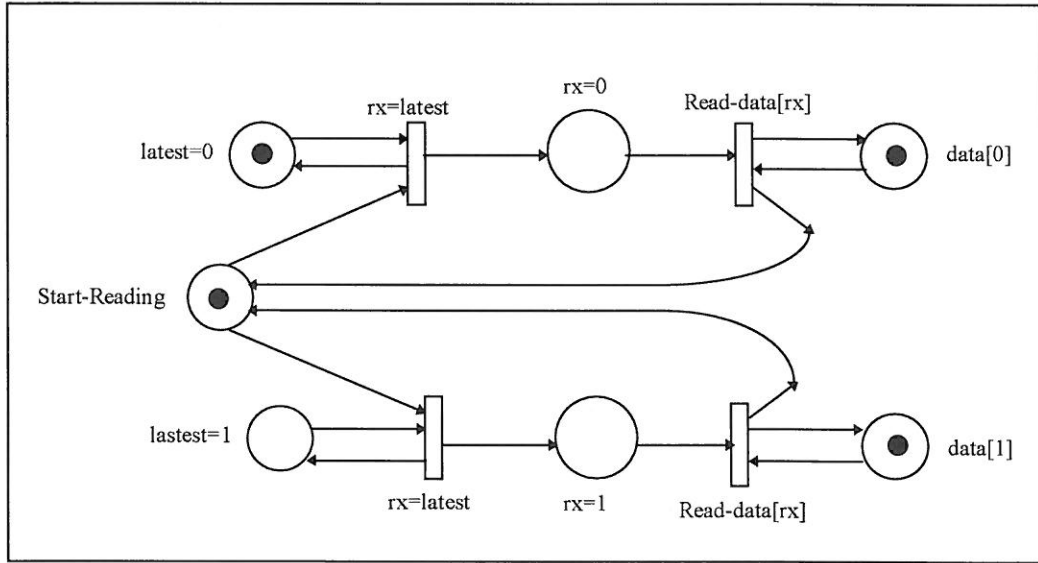 rx=0
rx=latest
Read-data[rx]
latest=0
data[0]
Start-Reading
lastest=1
data[1]
rx=latest
rx=1
Read-data[rx]